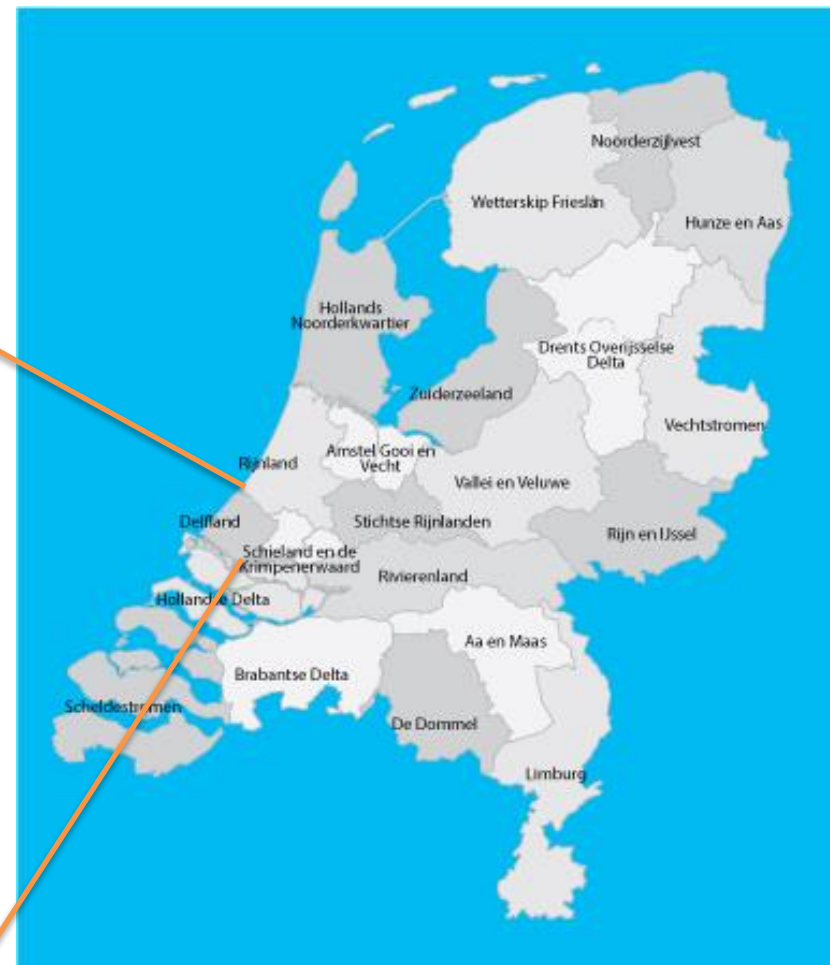 Noorderzijlvest
Wetterskip Frieslân
Hunze en Aas
Hollands
Noorderkwartier
Drents Overijsselse
Delta
Zuiderzeeland
Vechtstromen
Amstel Gooi en
Vecht
Rijnland
Vallei en Veluwe
Delfland
Stichtse Rijnlanden
Rijn en IJssel
Schieland en de
Krimpenerwaard
Rivierenland
Hollandse Delta
Aa en Maas
Brabantse Delta
Scheldestromen
De Dommel
Limburg